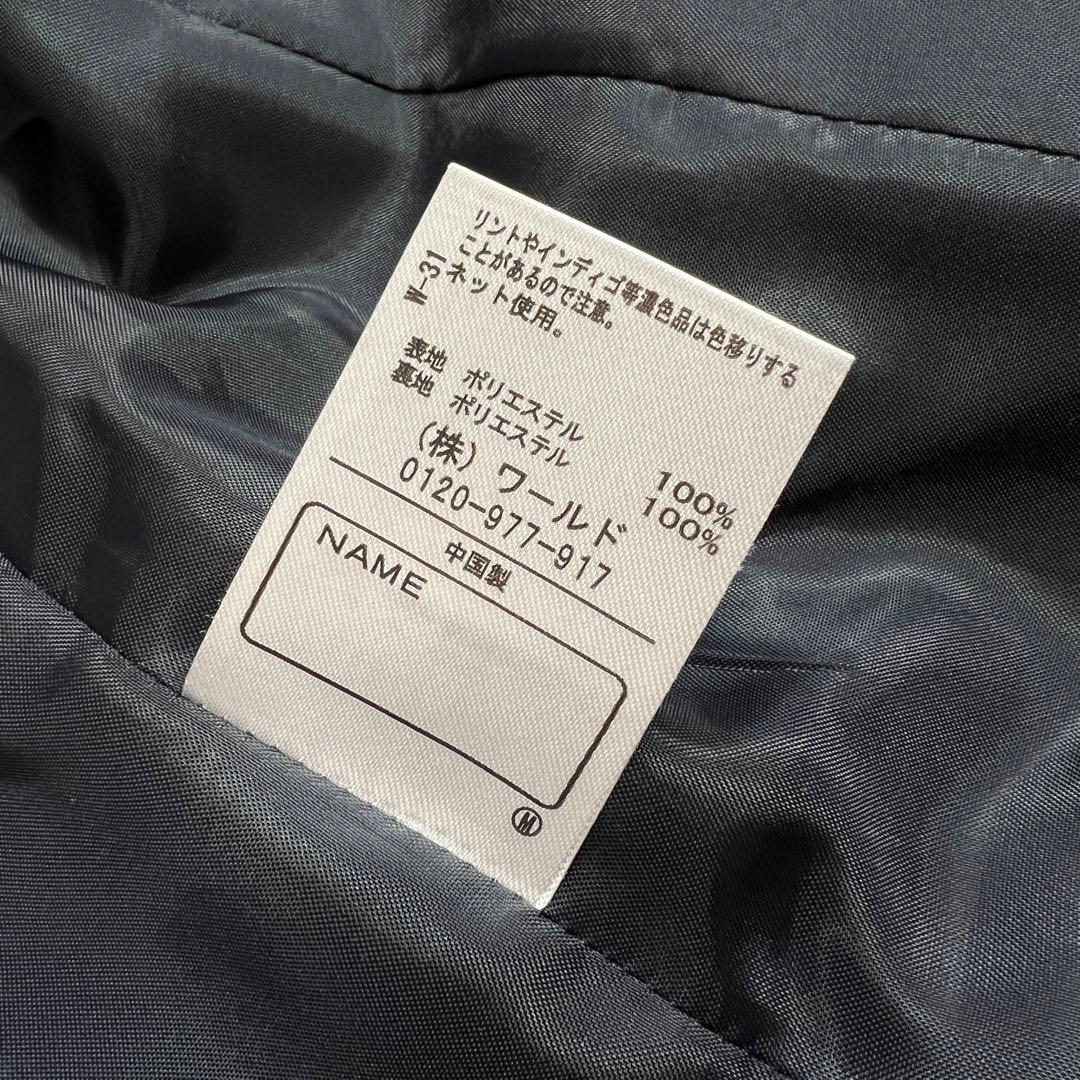 リントやインディゴ等濃色品は色移りする
ことがあるので注意。
W-31 ネット使用。
表地 ポリエステル 100%
裏地 ポリエステル 100%
(株)ワールド
0120-977-917
中国製
NAME
M